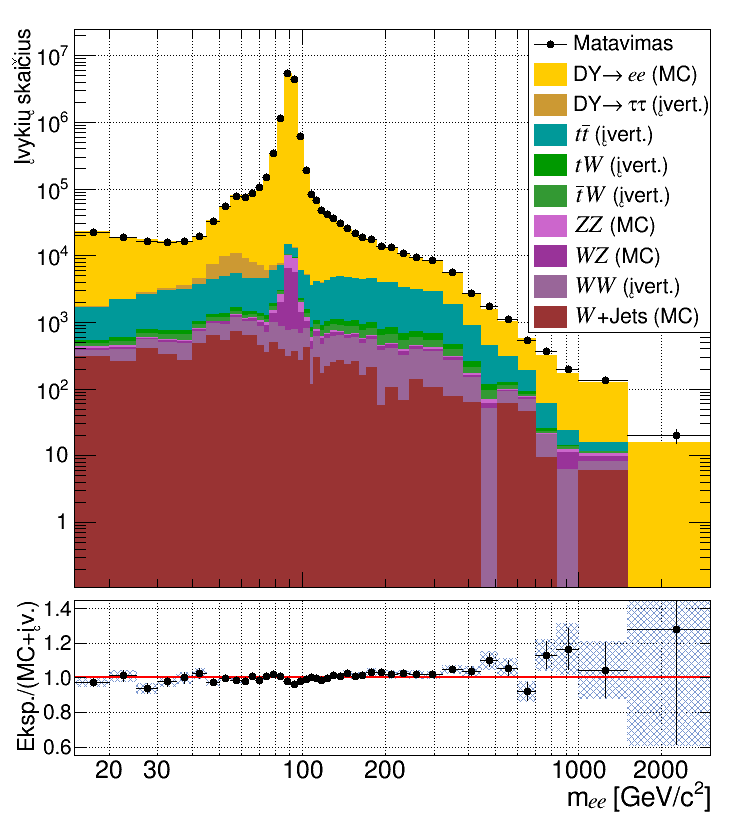 Įvykių skaičius
10⁷
10⁶
10⁵
10⁴
10³
10²
10
1
Matavimas
DY→ ee (MC)
DY→ ττ (įvert.)
tt̄ (įvert.)
tW (įvert.)
t̄W (įvert.)
ZZ (MC)
WZ (MC)
WW (įvert.)
W+Jets (MC)
Eksp./(MC+į.v.)
1.4
1.2
1.0
0.8
0.6
20 30 100 200 1000 2000
mₑₑ [GeV/c²]